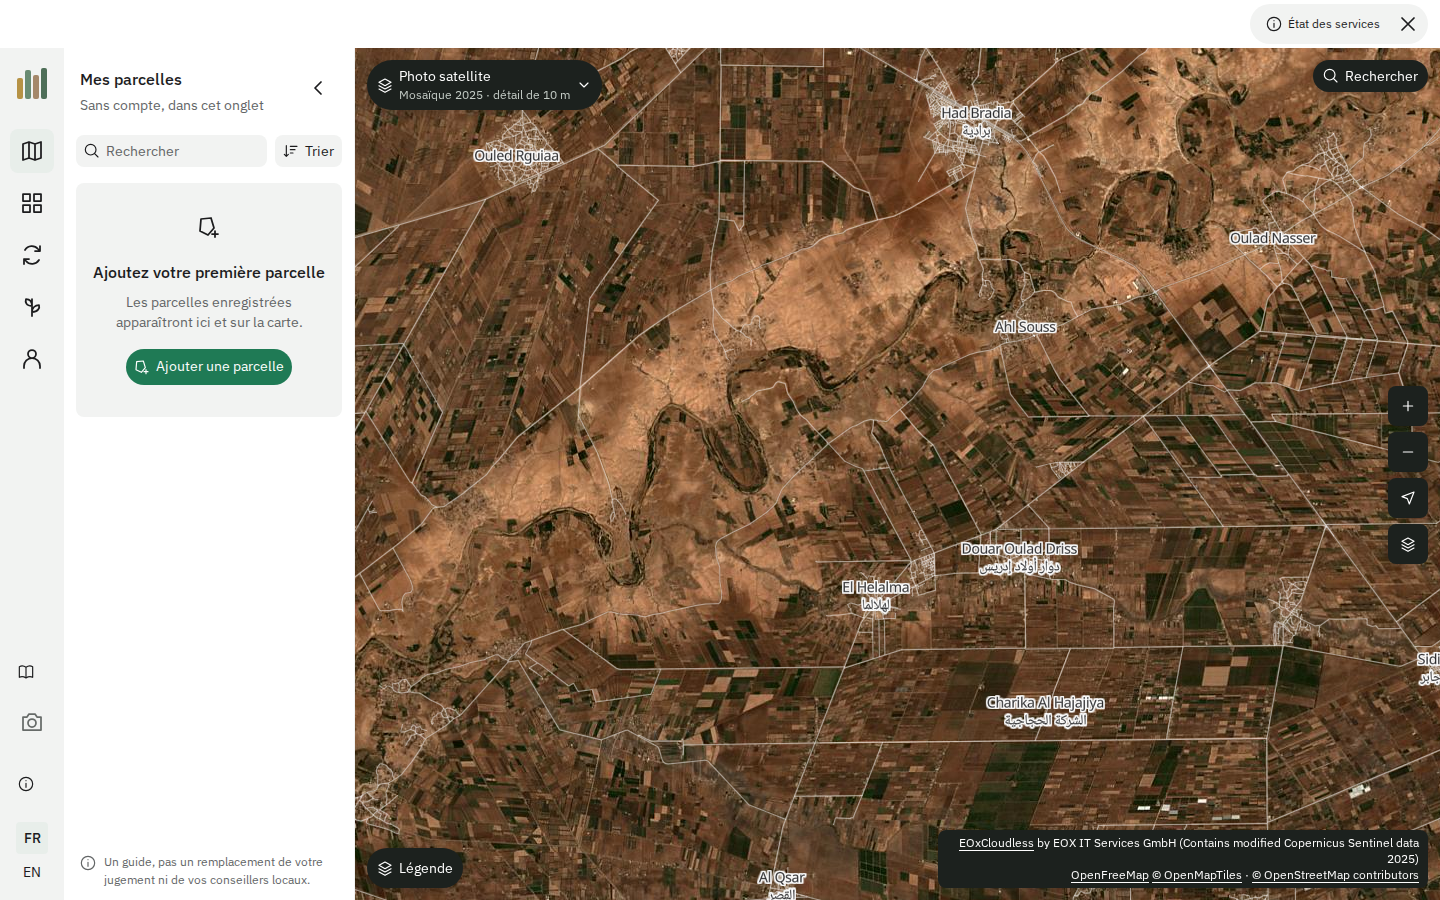 État des services
Mes parcelles
Sans compte, dans cet onglet
Rechercher
Trier
Ajoutez votre première parcelle
Les parcelles enregistrées
apparaîtront ici et sur la carte.
Ajouter une parcelle
FR
EN
Un guide, pas un remplacement de votre
jugement ni de vos conseillers locaux.
Photo satellite
Mosaïque 2025 · détail de 10 m
Rechercher
Had Bradia
برادية
Ouled Rguiaa
Oulad Nasser
Ahl Souss
Douar Oulad Driss
دوار أولاد إدريس
El Helalma
لهلالما
Sidi
جابر
Charika Al Hajajiya
الشركة الحجاجية
Al Qsar
القصر
Légende
EOxCloudless by EOX IT Services GmbH (Contains modified Copernicus Sentinel data
2025)
OpenFreeMap © OpenMapTiles · © OpenStreetMap contributors